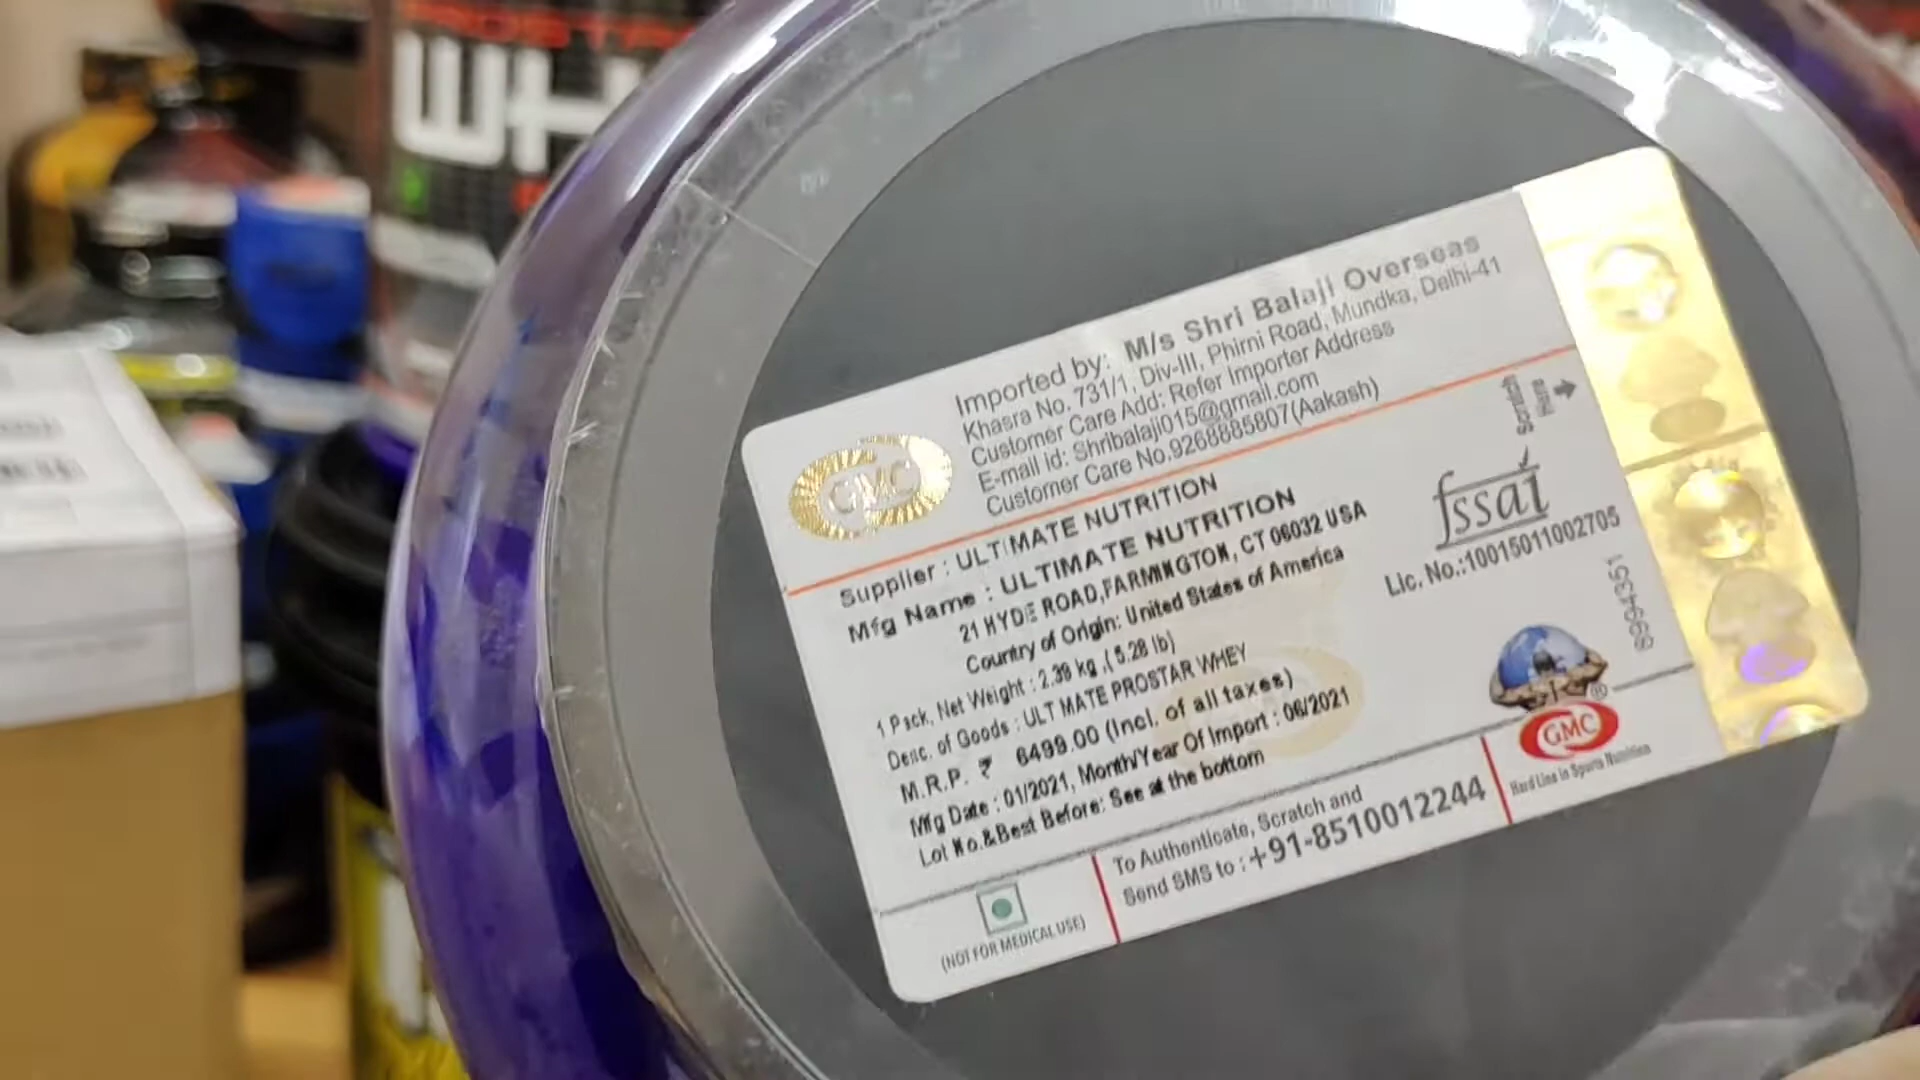 WH
Imported by: M/s Shri Balaji Overseas
Khasra No. 731/1, Div-III, Phirni Road, Mundka, Delhi-41
Customer Care Add: Refer Importer Address
E-mail id: Shribalaji015@gmail.com
Customer Care No.9268885807(Aakash)
GMC
Supplier : ULTIMATE NUTRITION
Mfg Name : ULTIMATE NUTRITION
21 HYDE ROAD,FARMINGTON, CT 06032 USA
Country of Origin: United States of America
1 Pack, Net Weight : 2.39 kg ,( 5.28 lb)
Desc. of Goods : ULT MATE PROSTAR WHEY
M.R.P. ₹ 6499.00 (Incl. of all taxes)
Mfg Date : 01/2021, Month/Year Of Import : 06/2021
Lot No.&Best Before: See at the bottom
Scratch
Here
fssai
Lic. No.:10015011002705
8994351
GMC
Hard Line in Sports Nutrition
To Authenticate, Scratch and
Send SMS to : +91-8510012244
(NOT FOR MEDICAL USE)